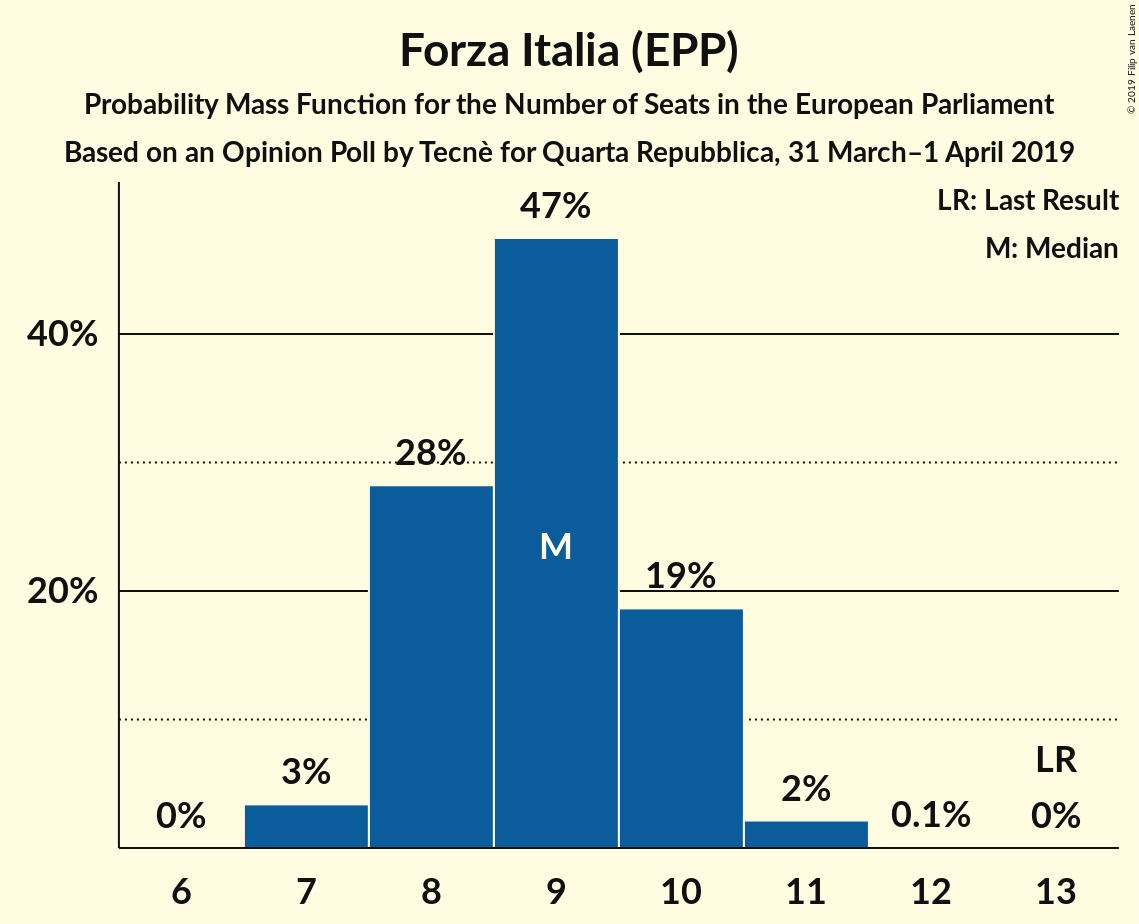 Forza Italia (EPP)
Probability Mass Function for the Number of Seats in the European Parliament
Based on an Opinion Poll by Tecnè for Quarta Repubblica, 31 March–1 April 2019
© 2019 Filip van Laenen
LR: Last Result
M: Median
47%
40%
28%
M
20%
19%
LR
3%
2%
0%
0.1%
0%
6 7 8 9 10 11 12 13